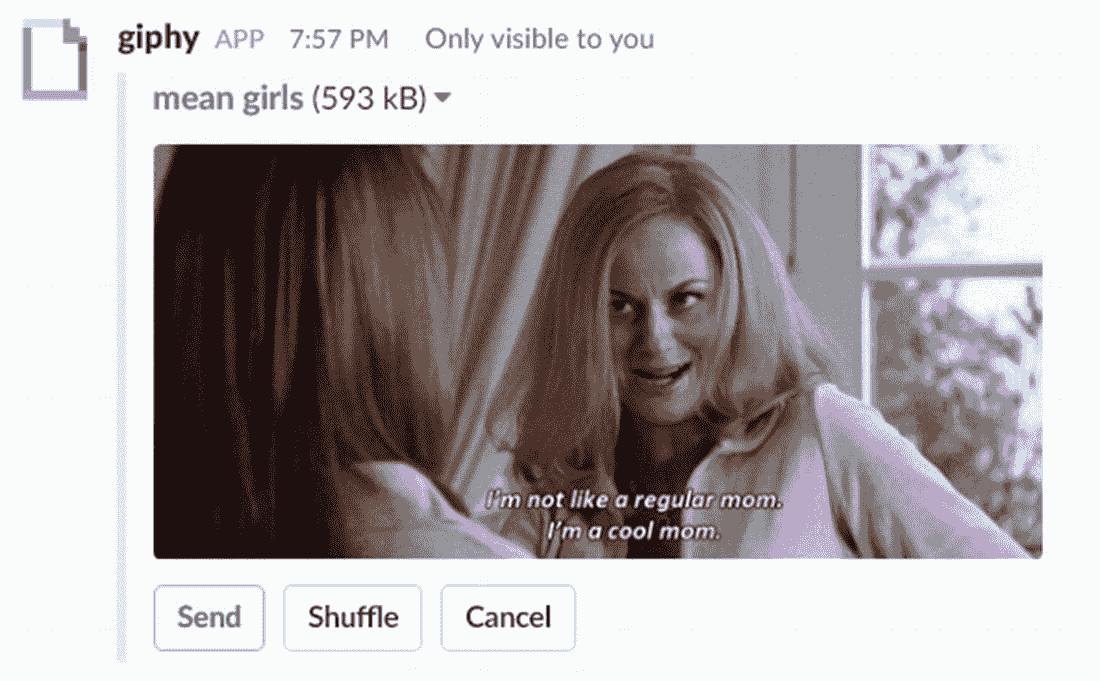 giphy APP 7:57 PM Only visible to you
mean girls (593 kB)
I'm not like a regular mom.
I'm a cool mom.
Send Shuffle Cancel